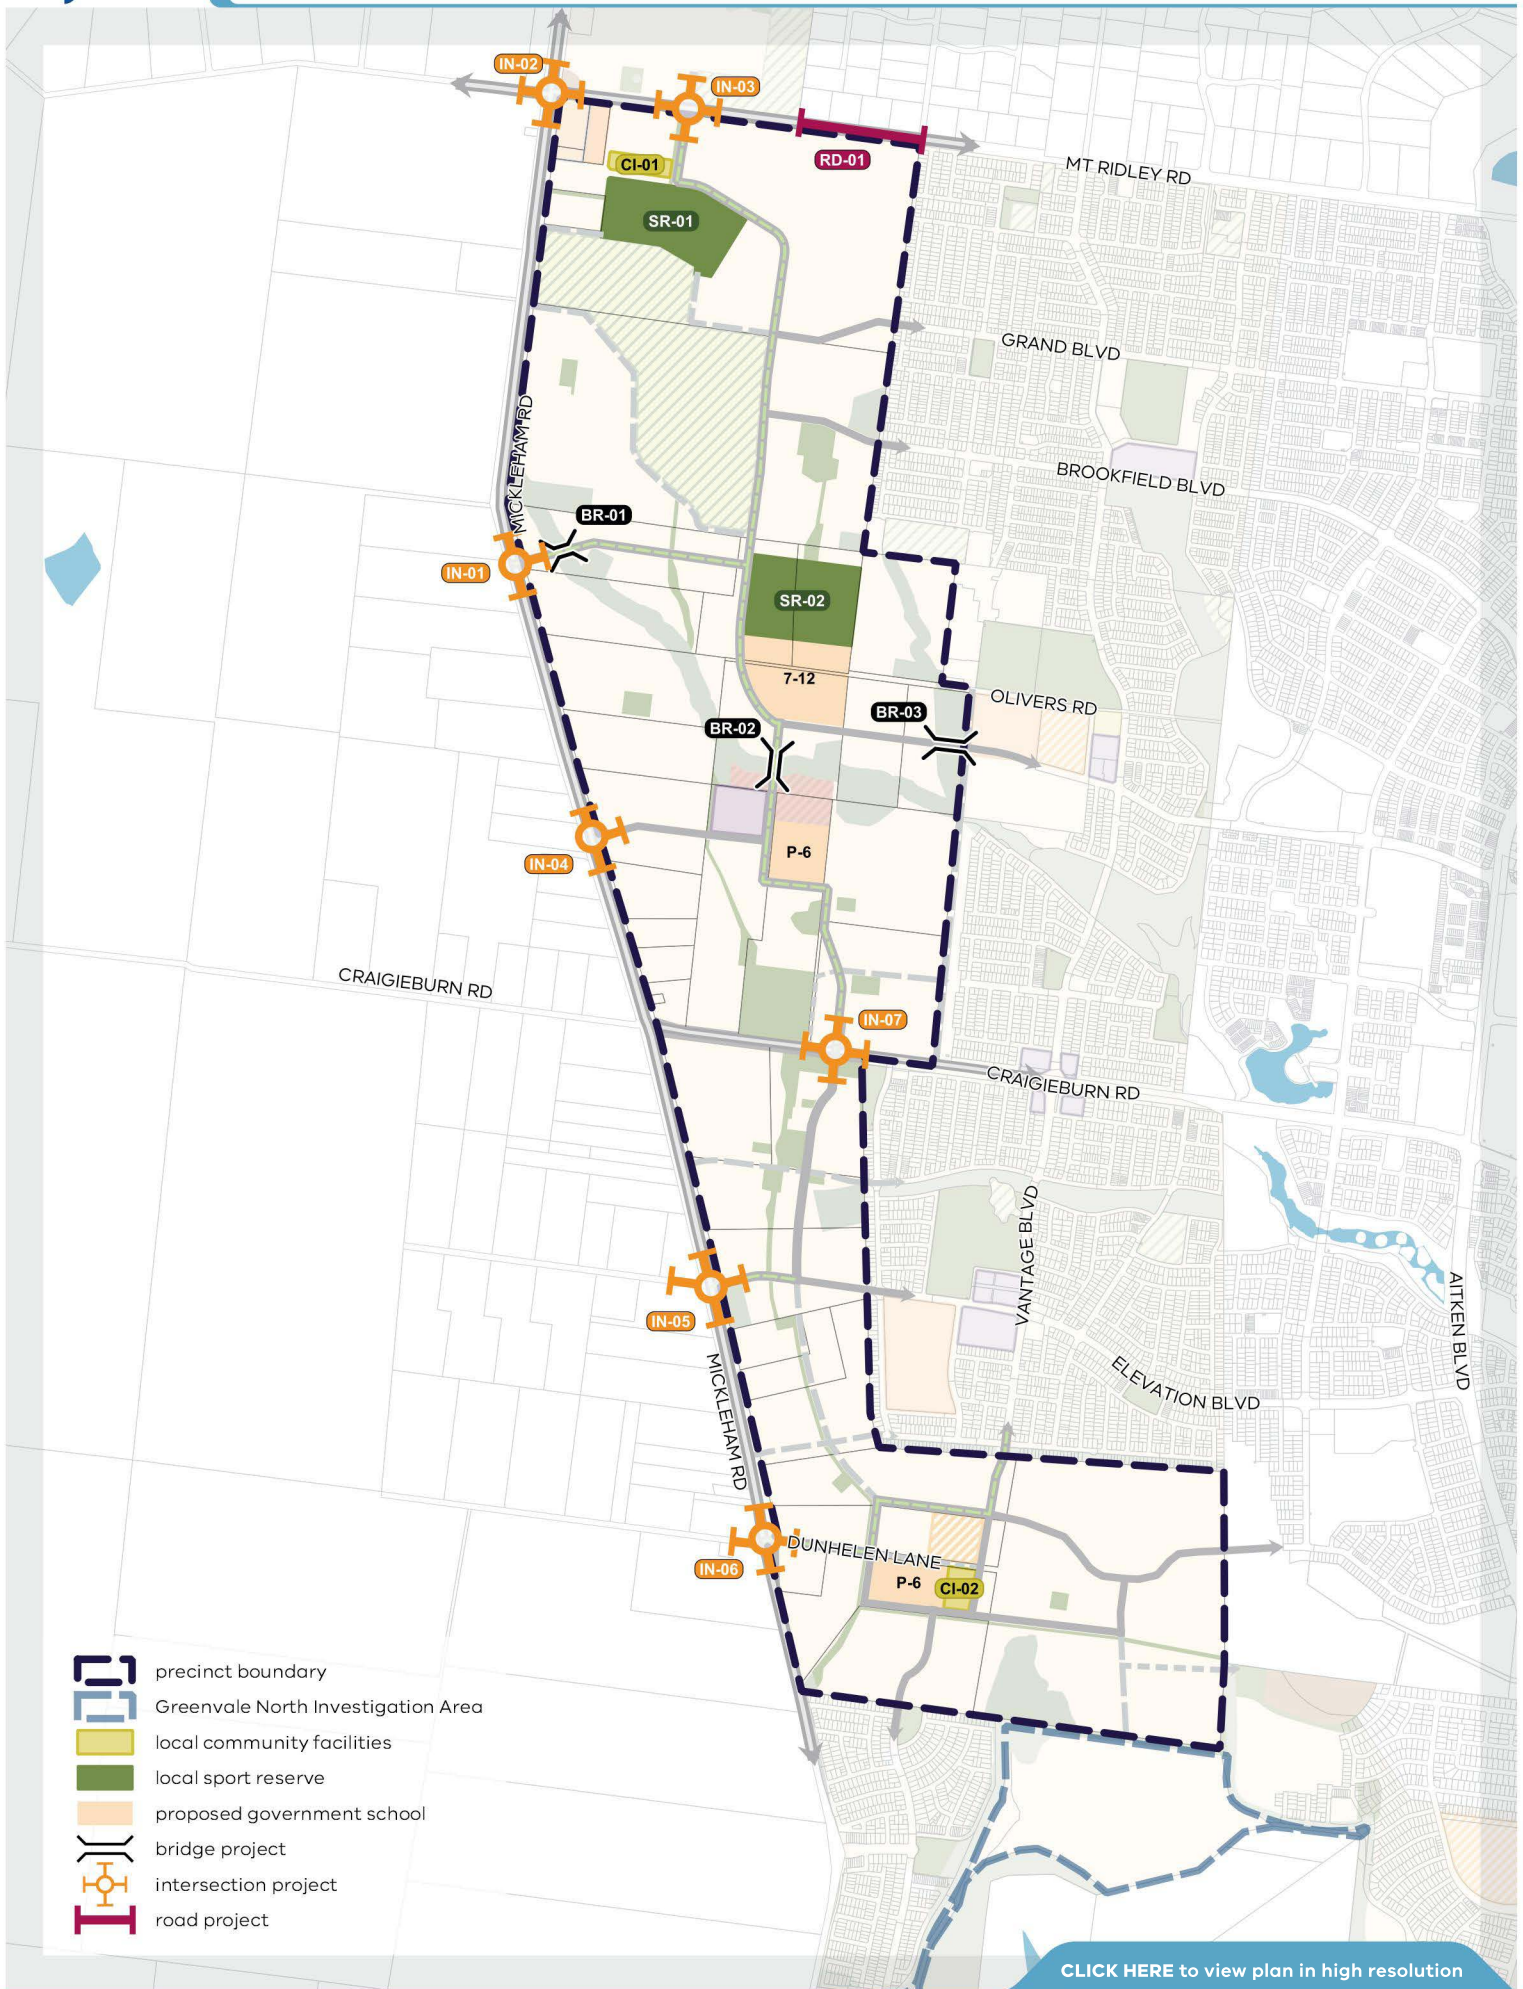 IN-02
IN-03
RD-01
CI-01
MT RIDLEY RD
SR-01
GRAND BLVD
MICKLEHAM RD
BROOKFIELD BLVD
BR-01
IN-01
SR-02
7-12
OLIVERS RD
BR-03
BR-02
IN-04
P-6
CRAIGIEBURN RD
IN-07
CRAIGIEBURN RD
VANTAGE BLVD
AITKEN BLVD
IN-05
MICKLEHAM RD
ELEVATION BLVD
DUNHELEN LANE
IN-06
P-6
CI-02
precinct boundary
Greenvale North Investigation Area
local community facilities
local sport reserve
proposed government school
bridge project
intersection project
road project
CLICK HERE to view plan in high resolution